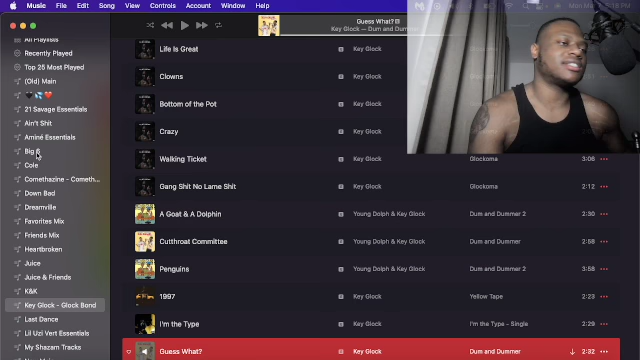 Music File Edit Song View Controls Account Window Help
Guess What?
Key Glock — Dum and Dummer
All Playlists
Recently Played
Top 25 Most Played
(Old) Main
21 Savage Essentials
Ain't Shit
Aminé Essentials
Big
Cole
Comethazine - Cometh...
Down Bad
Dreamville
Favorites Mix
Friends Mix
Heartbroken
Juice
Juice & Friends
K&K
Key Glock - Glock Bond
Last Dance
Lil Uzi Vert Essentials
My Shazam Tracks
Life Is Great Key Glock
Clowns Key Glock
Bottom of the Pot Key Glock
Crazy Key Glock
Walking Ticket Key Glock Glockoma 3:06
Gang Shit No Lame Shit Key Glock Glockoma 2:12
A Goat & A Dolphin Young Dolph & Key Glock Dum and Dummer 2 2:30
Cutthroat Committee Young Dolph & Key Glock Dum and Dummer 2:58
Penguins Young Dolph & Key Glock Dum and Dummer 2 3:58
1997 Key Glock Yellow Tape 2:23
I'm the Type Key Glock I'm the Type – Single 2:29
Guess What? Key Glock Dum and Dummer 2:32